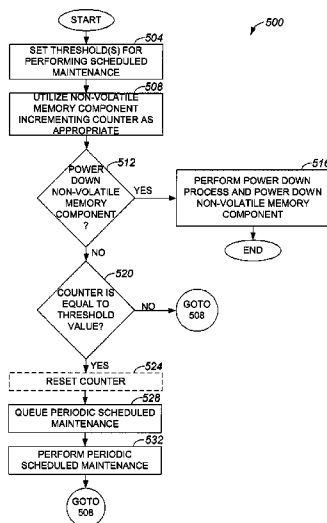 START
500
504
SET THRESHOLD(S) FOR
PERFORMING SCHEDULED
MAINTENANCE
508
UTILIZE NON-VOLATILE
MEMORY COMPONENT
INCREMENTING COUNTER AS
APPROPRIATE
512
POWER
DOWN
NON-VOLATILE
MEMORY
COMPONENT
?
YES
516
PERFORM POWER DOWN
PROCESS AND POWER DOWN
NON-VOLATILE MEMORY
COMPONENT
END
NO
520
COUNTER IS
EQUAL TO
THRESHOLD
VALUE?
NO
GOTO
508
YES
524
RESET COUNTER
528
QUEUE PERIODIC SCHEDULED
MAINTENANCE
532
PERFORM PERIODIC
SCHEDULED MAINTENANCE
GOTO
508